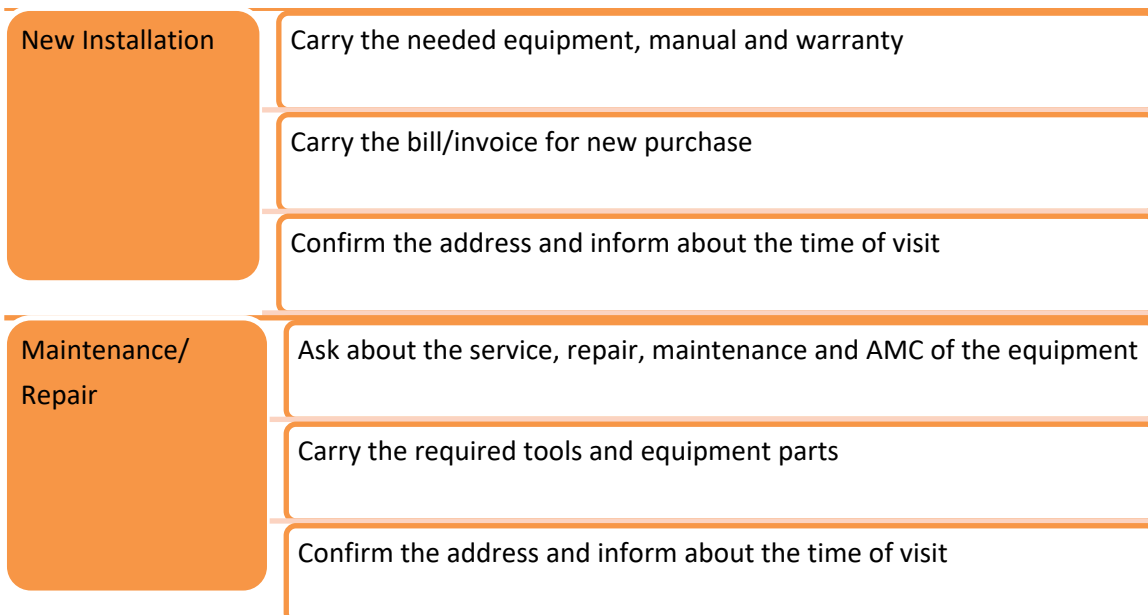 New Installation
Carry the needed equipment, manual and warranty
Carry the bill/invoice for new purchase
Confirm the address and inform about the time of visit
Maintenance/
Repair
Ask about the service, repair, maintenance and AMC of the equipment
Carry the required tools and equipment parts
Confirm the address and inform about the time of visit